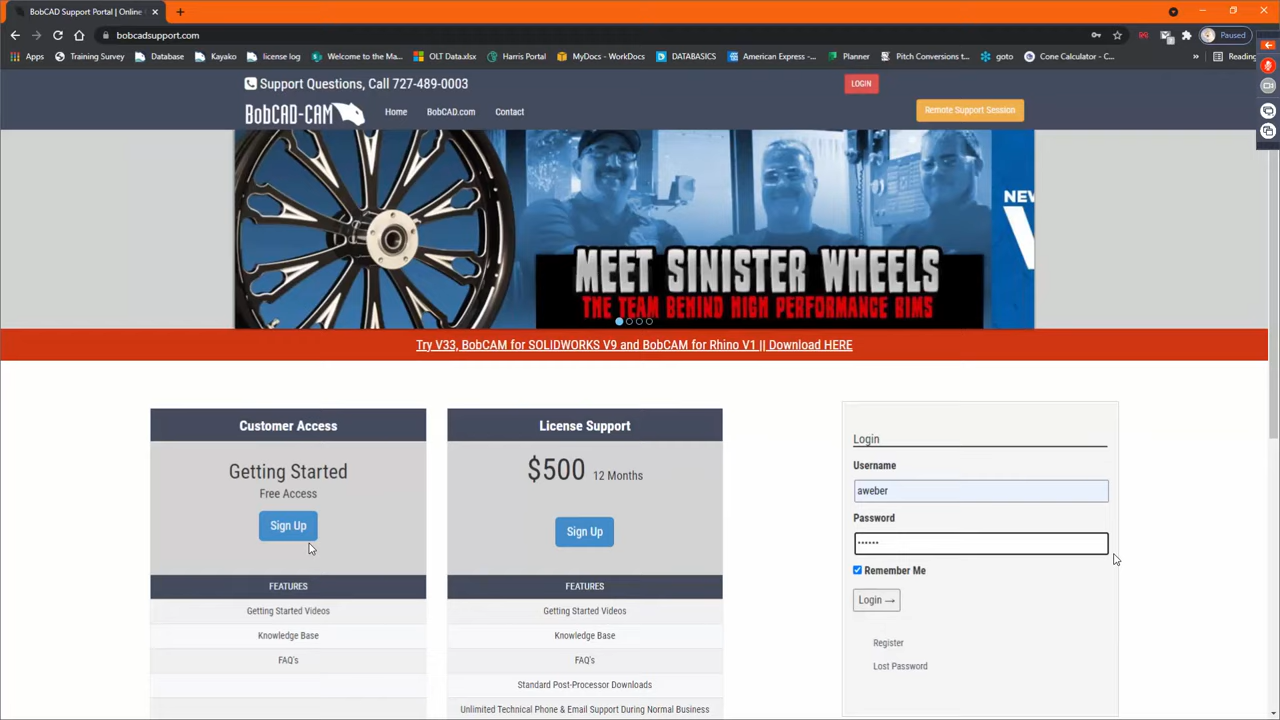 BobCAD Support Portal | Online
bobcadsupport.com
Paused
Apps
Training Survey
Database
Kayako
license log
Welcome to the Ma...
OLT Data.xlsx
Harris Portal
MyDocs - WorkDocs
DATABASICS
American Express -...
Planner
Pitch Conversions t...
goto
Cone Calculator - C...
»
Reading
Support Questions, Call 727-489-0003
LOGIN
BobCAD-CAM
Home
BobCAD.com
Contact
Remote Support Session
NEW
V
MEET SINISTER WHEELS
THE TEAM BEHIND HIGH PERFORMANCE RIMS
Try V33, BobCAM for SOLIDWORKS V9 and BobCAM for Rhino V1 || Download HERE
Customer Access
Getting Started
Free Access
Sign Up
FEATURES
Getting Started Videos
Knowledge Base
FAQ's
License Support
$500 12 Months
Sign Up
FEATURES
Getting Started Videos
Knowledge Base
FAQ's
Standard Post-Processor Downloads
Unlimited Technical Phone & Email Support During Normal Business
Login
Username
aweber
Password
••••••
Remember Me
Login →
Register
Lost Password